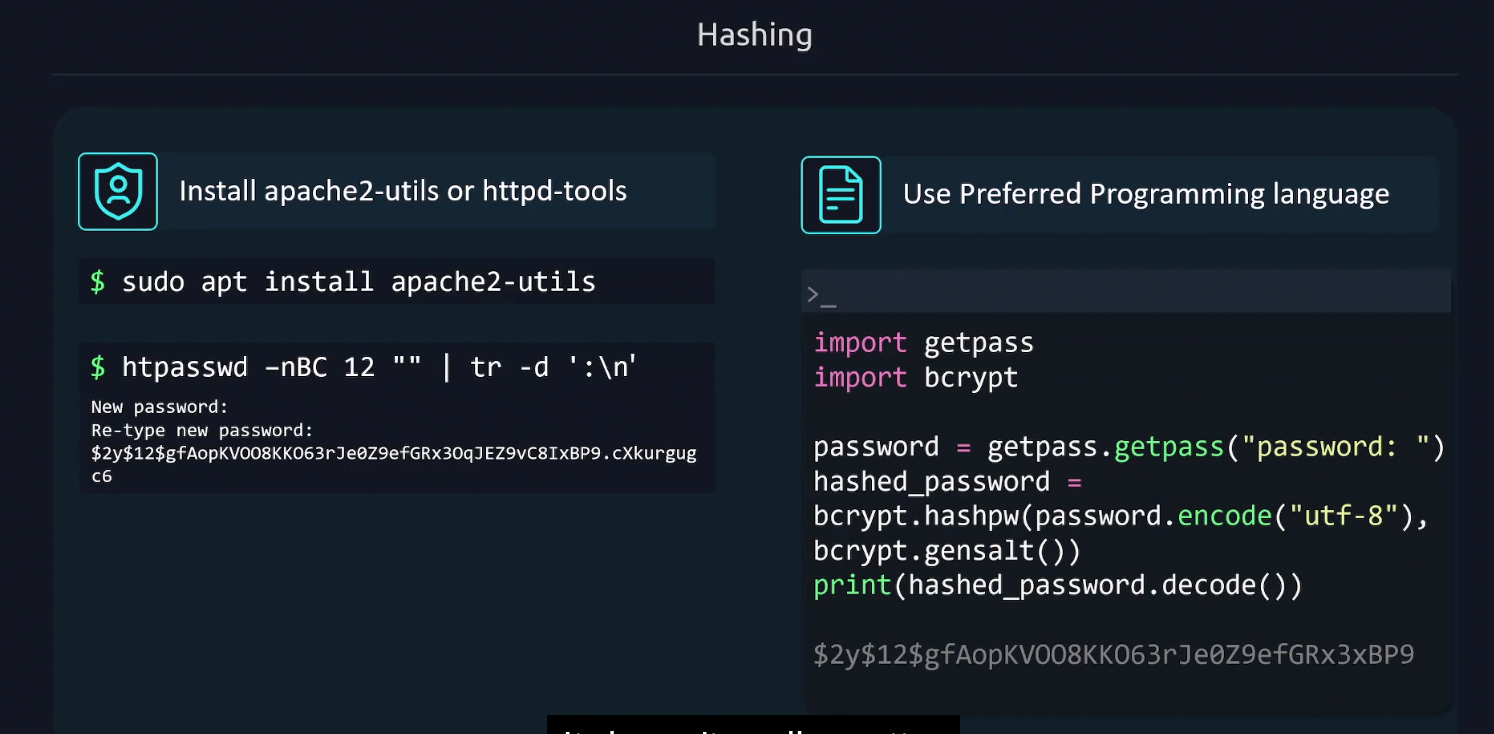 Hashing
Install apache2-utils or httpd-tools
$ sudo apt install apache2-utils
$ htpasswd –nBC 12 "" | tr -d ':\n'
New password:
Re-type new password:
$2y$12$gfAopKVOO8KKO63rJe0Z9efGRx3OqJEZ9vC8IxBP9.cXkurgug
c6
Use Preferred Programming language
>_
import getpass
import bcrypt
password = getpass.getpass("password: ")
hashed_password =
bcrypt.hashpw(password.encode("utf-8"),
bcrypt.gensalt())
print(hashed_password.decode())
$2y$12$gfAopKVOO8KKO63rJe0Z9efGRx3xBP9